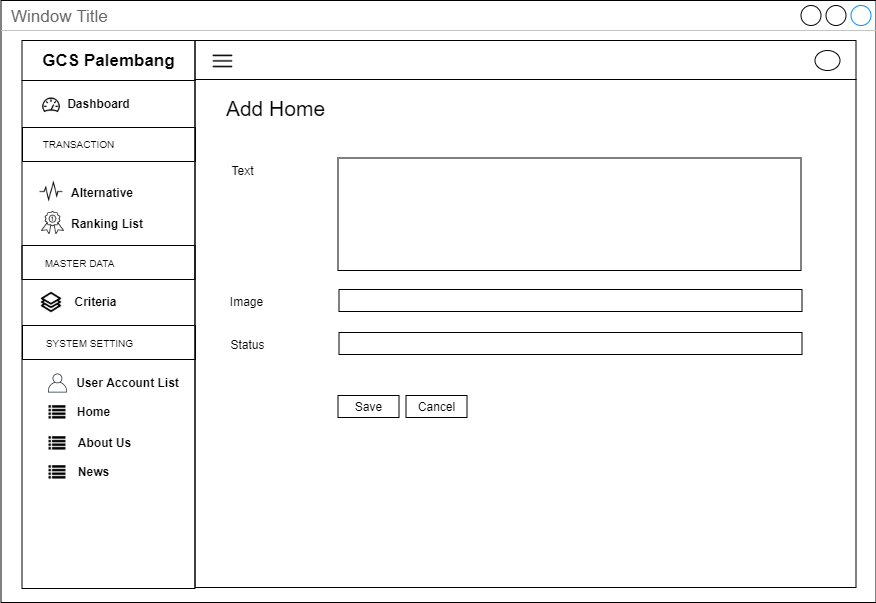 Window Title
GCS Palembang
Dashboard
TRANSACTION
Alternative
Ranking List
MASTER DATA
Criteria
SYSTEM SETTING
User Account List
Home
About Us
News
Add Home
Text
Image
Status
Save Cancel